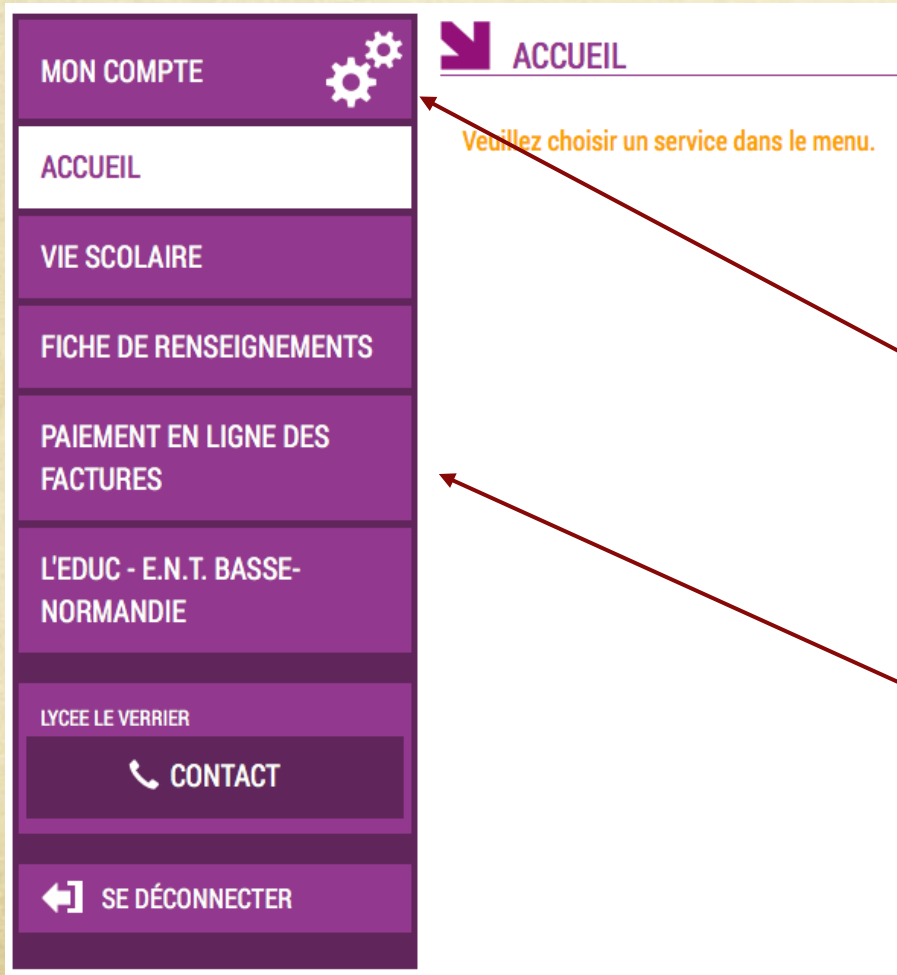 MON COMPTE
ACCUEIL
VIE SCOLAIRE
FICHE DE RENSEIGNEMENTS
PAIEMENT EN LIGNE DES
FACTURES
L'EDUC - E.N.T. BASSE-
NORMANDIE
LYCEE LE VERRIER
CONTACT
SE DÉCONNECTER
ACCUEIL
Veuillez choisir un service dans le menu.